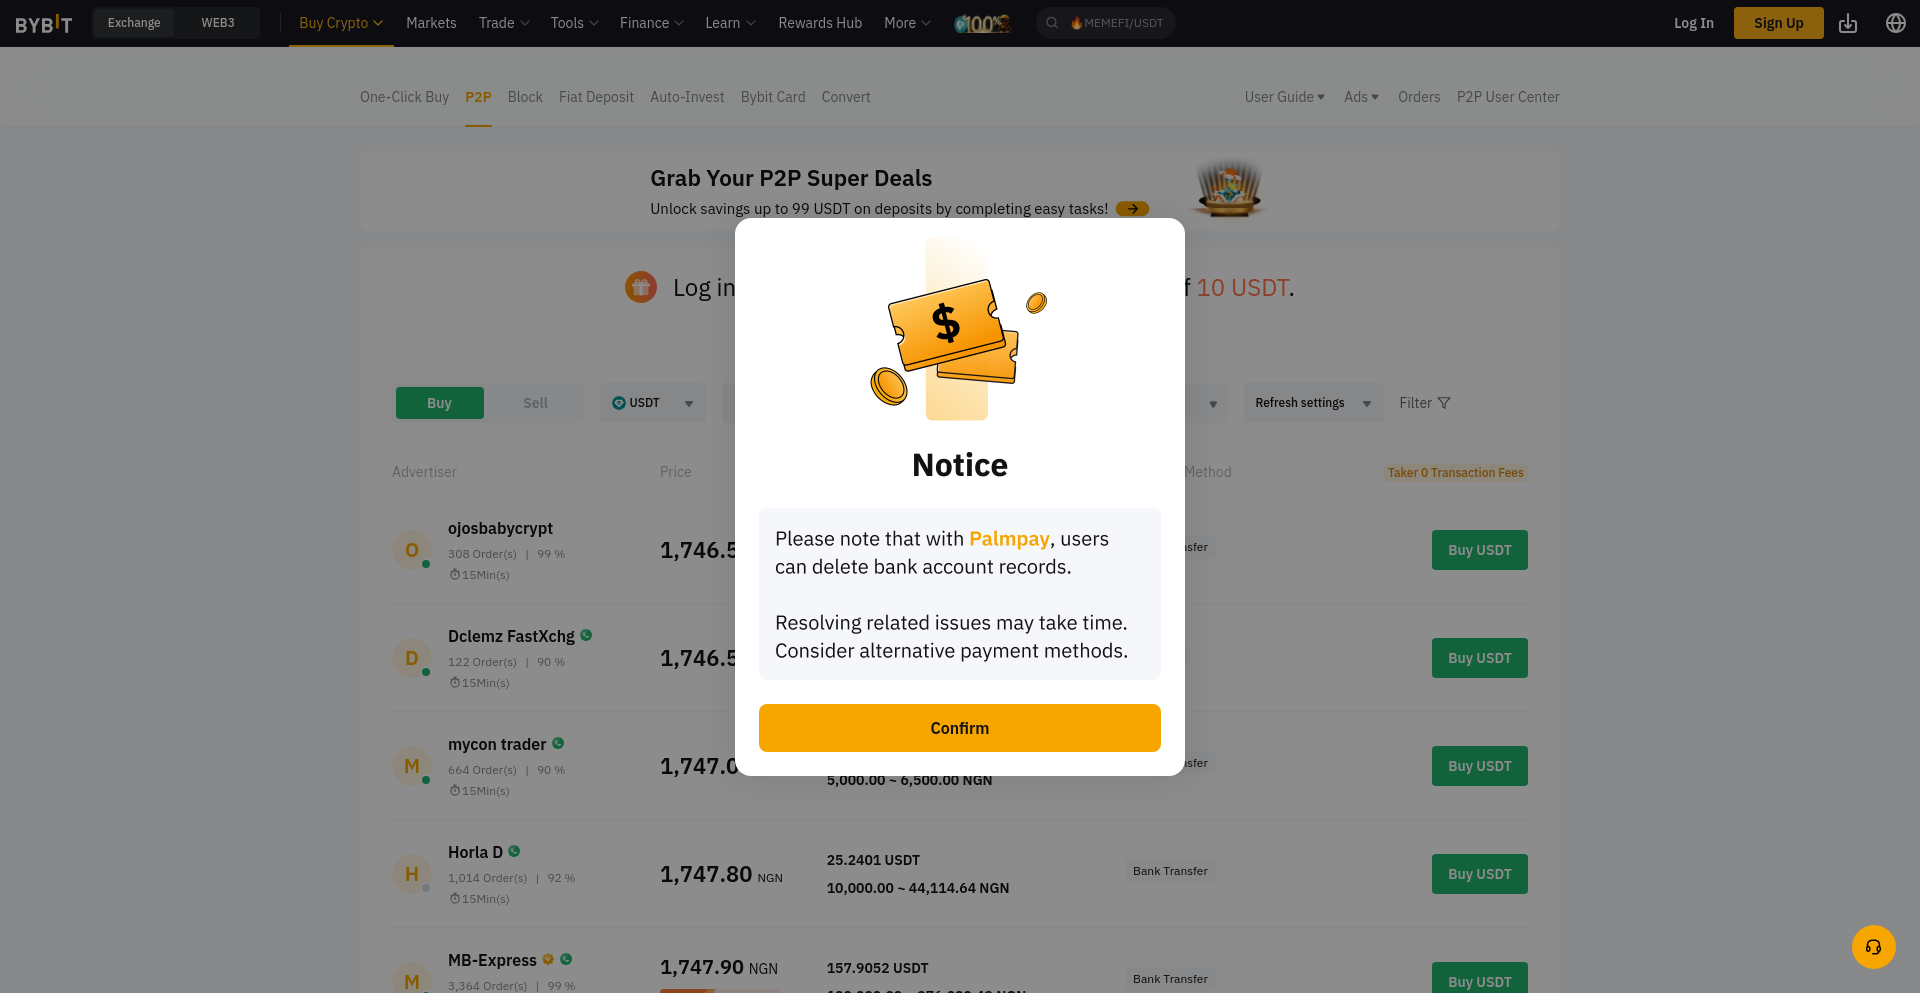 BYBIT Exchange WEB3 Buy Crypto Markets Trade Tools Finance Learn Rewards Hub More 100% MEMEFI/USDT Log In Sign Up
One-Click Buy P2P Block Fiat Deposit Auto-Invest Bybit Card Convert User Guide Ads Orders P2P User Center
Grab Your P2P Super Deals
Unlock savings up to 99 USDT on deposits by completing easy tasks!
Log in
10 USDT.
Buy Sell USDT Refresh settings Filter
Advertiser Price Method Taker 0 Transaction Fees
ojosbabycrypt
308 Order(s) | 99 %
15Min(s)
1,746.5
Buy USDT
Dclemz FastXchg
122 Order(s) | 90 %
15Min(s)
1,746.5
Buy USDT
mycon trader
664 Order(s) | 90 %
15Min(s)
1,747.0
5,000.00 ~ 6,500.00 NGN
Buy USDT
Horla D
1,014 Order(s) | 92 %
15Min(s)
1,747.80 NGN
25.2401 USDT
10,000.00 ~ 44,114.64 NGN
Bank Transfer
Buy USDT
MB-Express
3,364 Order(s) | 99 %
1,747.90 NGN
157.9052 USDT
Bank Transfer
Buy USDT
$
Notice
Please note that with Palmpay, users
can delete bank account records.
Resolving related issues may take time.
Consider alternative payment methods.
Confirm